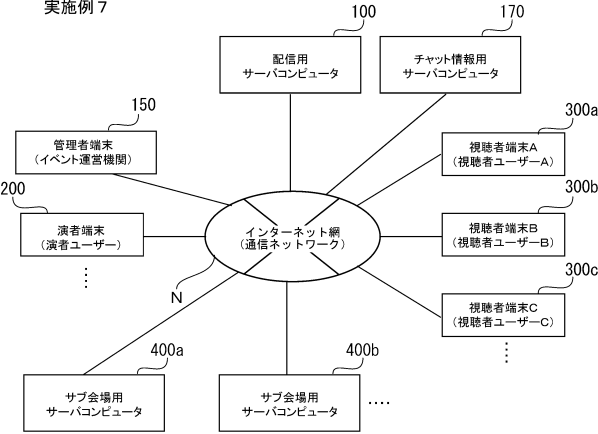 実施例７
100
配信用
サーバコンピュータ
170
チャット情報用
サーバコンピュータ
150
管理者端末
（イベント運営機関）
300a
視聴者端末Ａ
（視聴者ユーザーＡ）
200
演者端末
（演者ユーザー）
インターネット網
（通信ネットワーク）
N
300b
視聴者端末Ｂ
（視聴者ユーザーＢ）
300c
視聴者端末Ｃ
（視聴者ユーザーＣ）
400a
サブ会場用
サーバコンピュータ
400b
サブ会場用
サーバコンピュータ